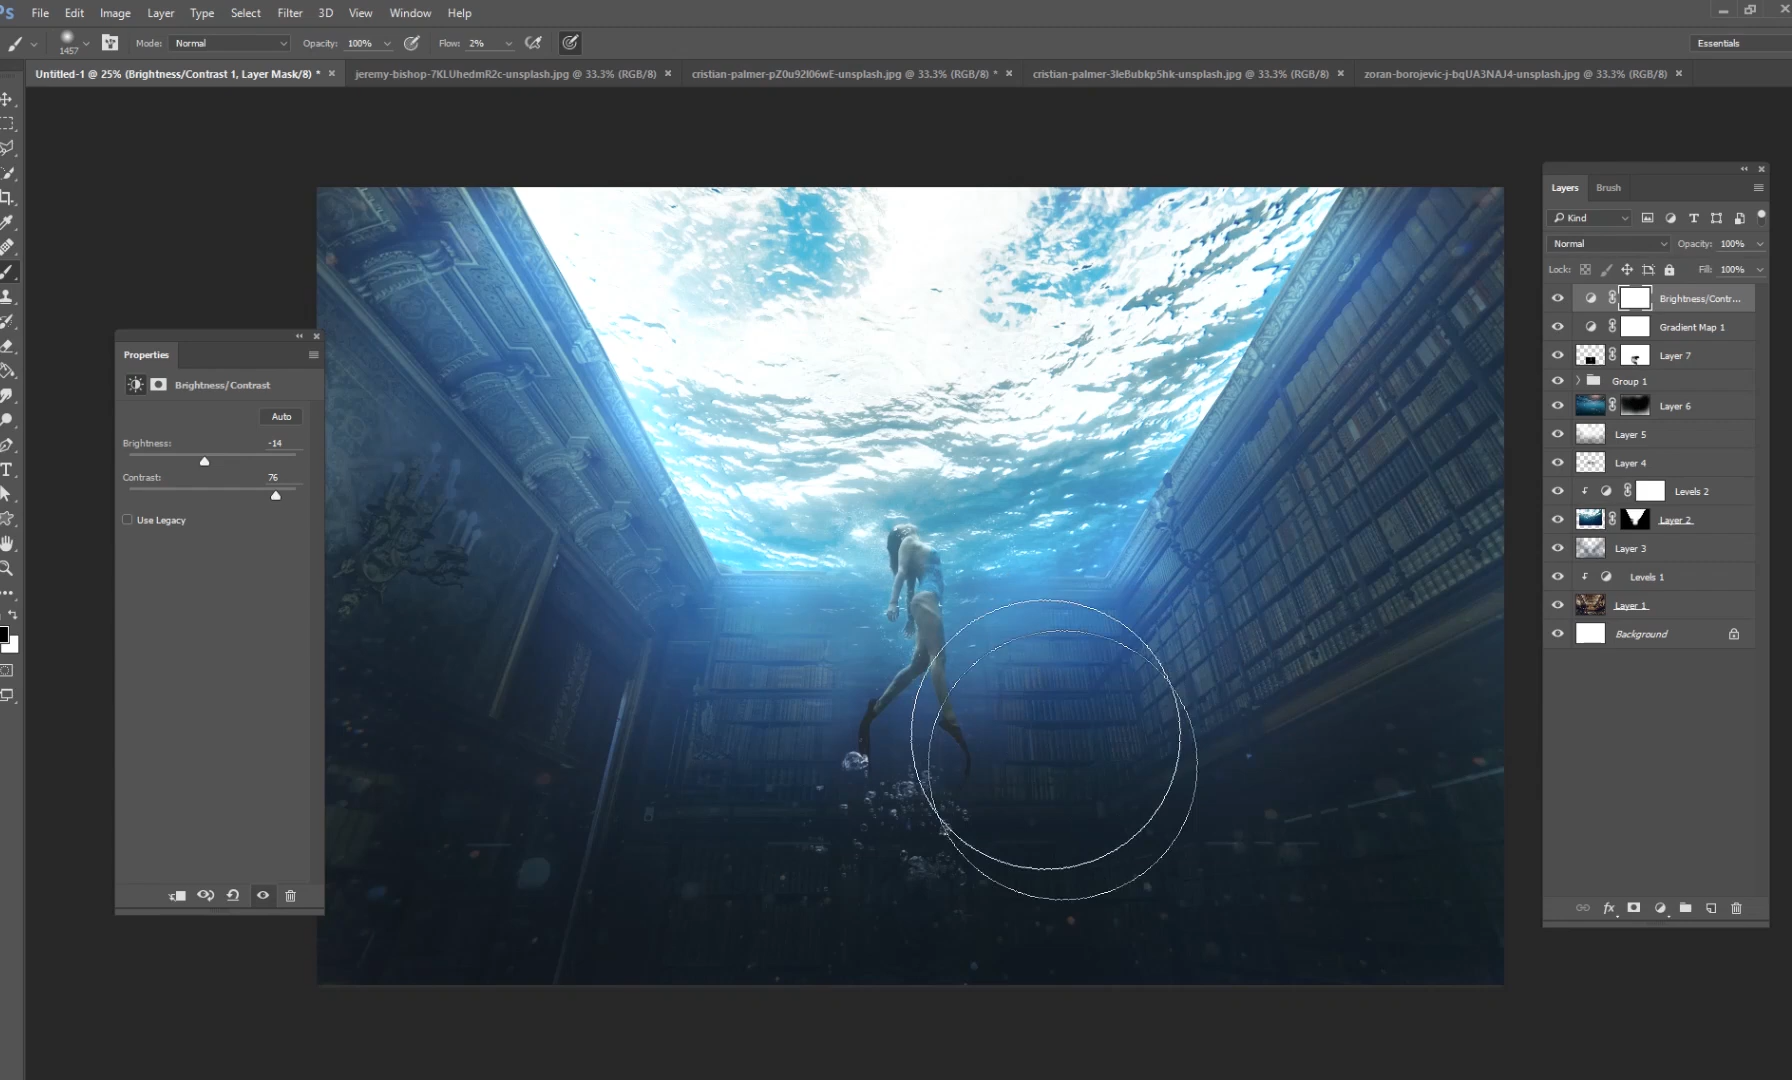 Ps File Edit Image Layer Type Select Filter 3D View Window Help
1457 Mode: Normal Opacity: 100% Flow: 2% Essentials
Untitled-1 @ 25% (Brightness/Contrast 1, Layer Mask/8) * × jeremy-bishop-7KLUhedmR2c-unsplash.jpg @ 33.3% (RGB/8) × cristian-palmer-pZ0u92I06wE-unsplash.jpg @ 33.3% (RGB/8) * × cristian-palmer-3leBubkp5hk-unsplash.jpg @ 33.3% (RGB/8) × zoran-borojevic-j-bqUA3NAJ4-unsplash.jpg @ 33.3% (RGB/8) ×
Properties
Brightness/Contrast
Auto
Brightness: -14
Contrast: 76
Use Legacy
Layers Brush
Kind
Normal Opacity: 100%
Lock: Fill: 100%
Brightness/Contr...
Gradient Map 1
Layer 7
Group 1
Layer 6
Layer 5
Layer 4
Levels 2
Layer 2
Layer 3
Levels 1
Layer 1
Background
fx